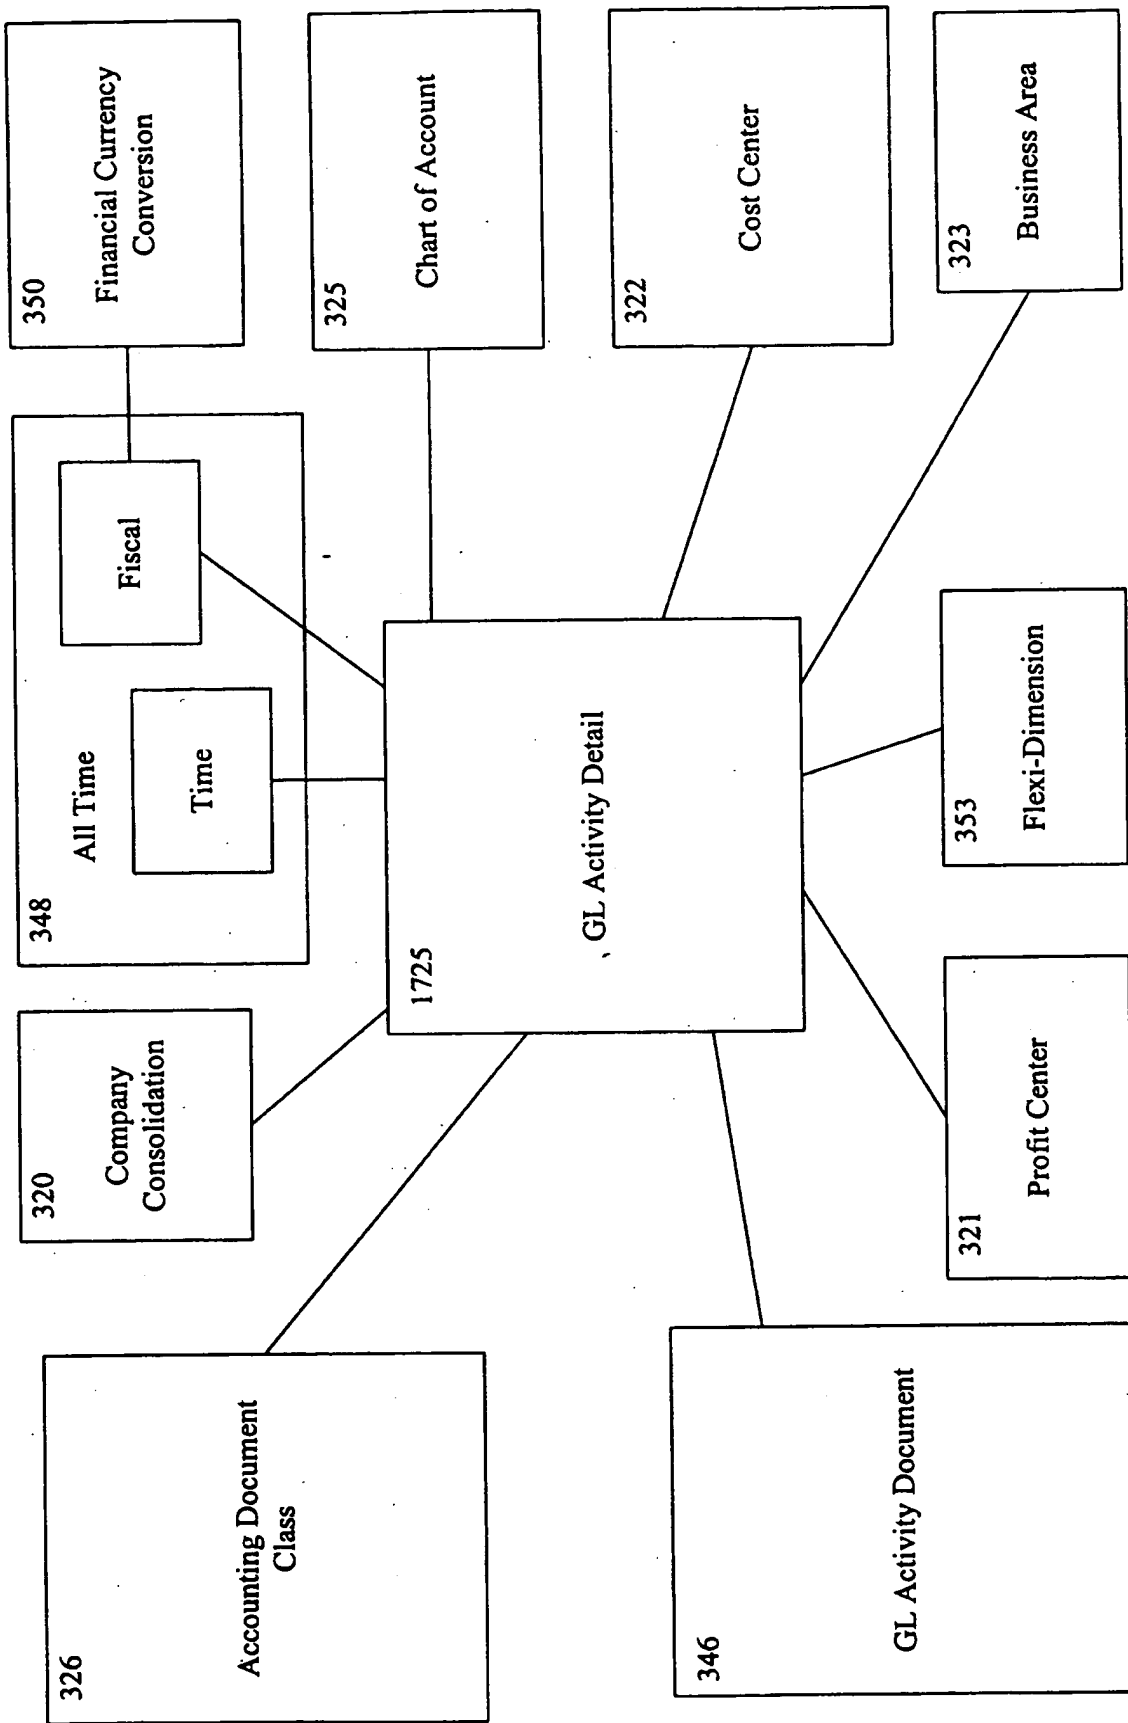 326
Accounting Document
Class
320
Company
Consolidation
348
All Time
Time
Fiscal
350
Financial Currency
Conversion
346
GL Activity Document
1725
GL Activity Detail
325
Chart of Account
322
Cost Center
321
Profit Center
353
Flexi-Dimension
323
Business Area